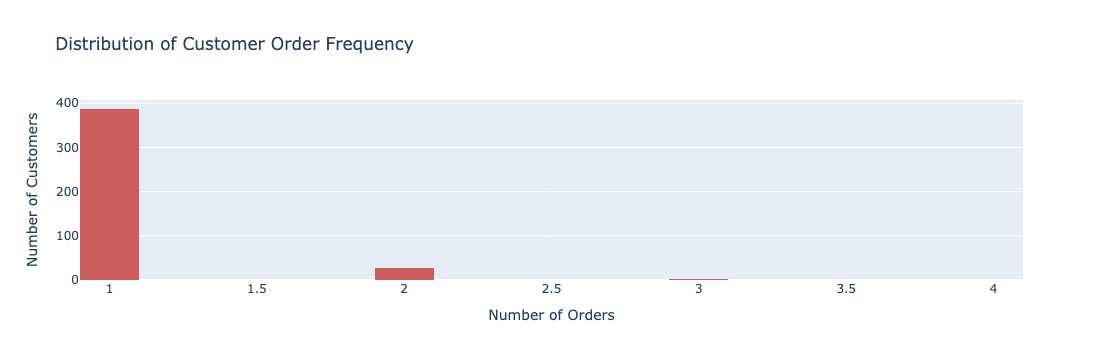 Distribution of Customer Order Frequency
Number of Customers
400
300
200
100
0
1 1.5 2 2.5 3 3.5 4
Number of Orders